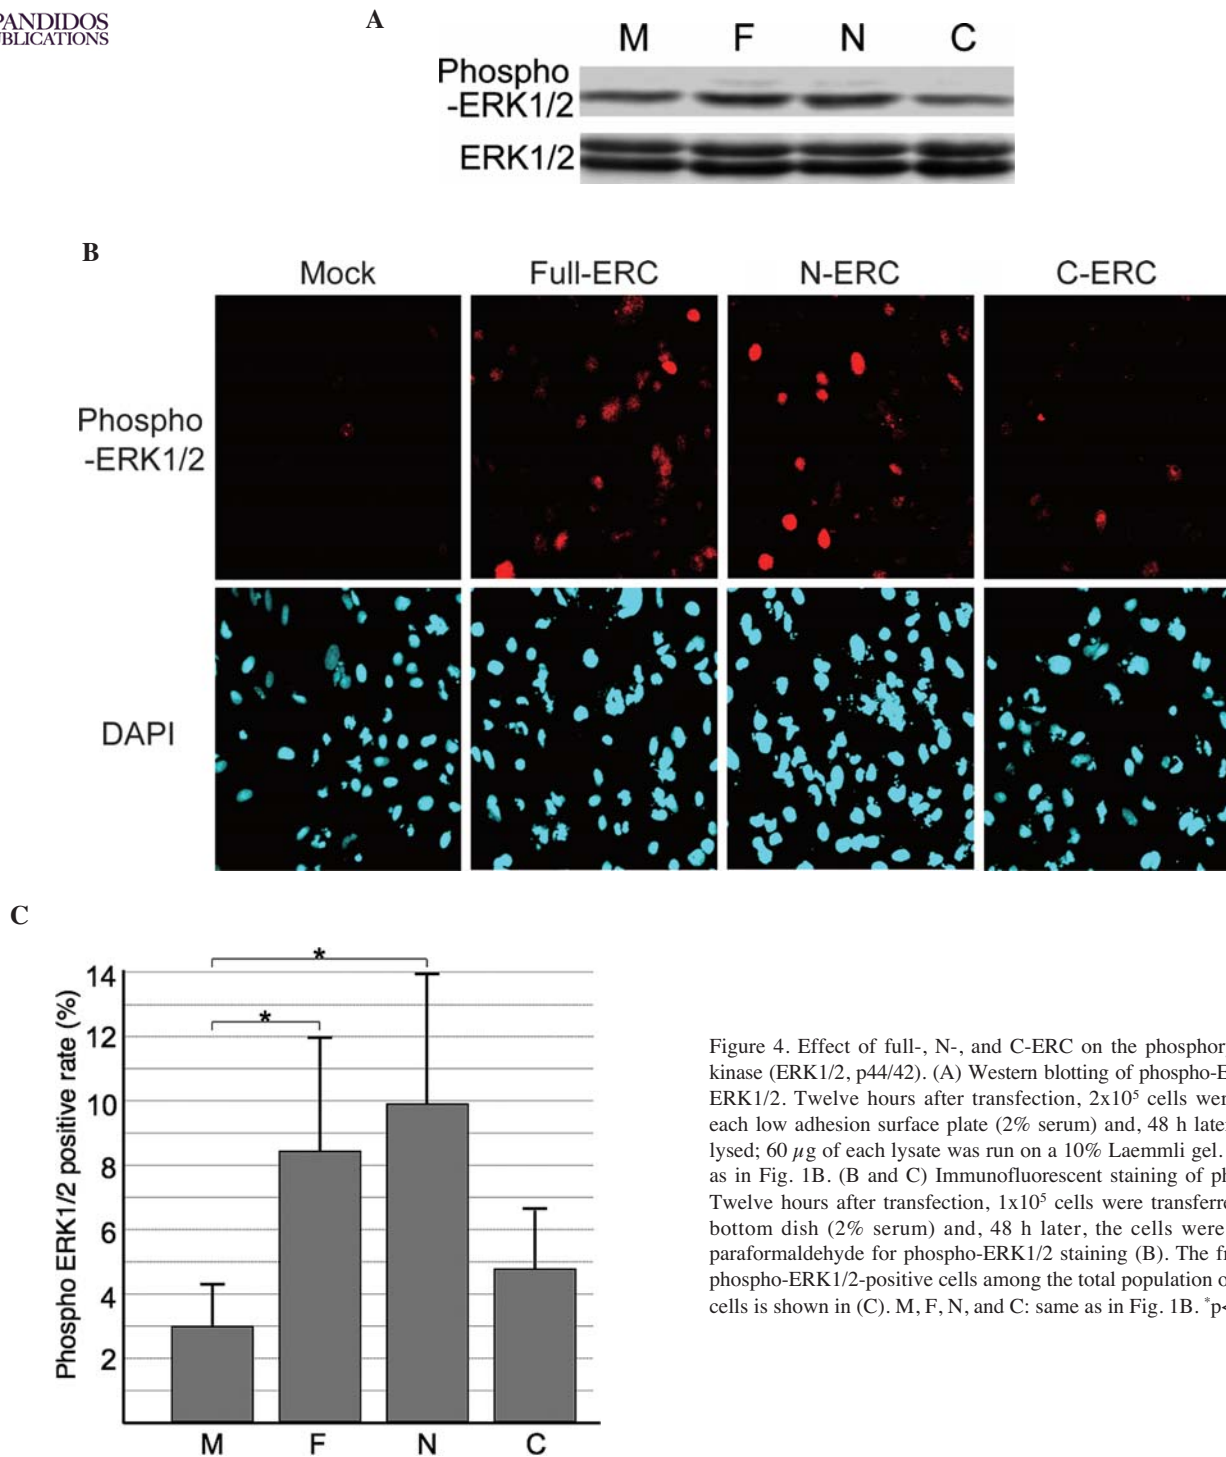 PANDIDOS
UBLICATIONS
A
M F N C
Phospho
-ERK1/2
ERK1/2
B
Mock Full-ERC N-ERC C-ERC
Phospho
-ERK1/2
DAPI
C
Phospho ERK1/2 positive rate (%)
14
12
10
8
6
4
2
* *
M F N C
Figure 4. Effect of full-, N-, and C-ERC on the phosphor
kinase (ERK1/2, p44/42). (A) Western blotting of phospho-E
ERK1/2. Twelve hours after transfection, 2x10⁵ cells wer
each low adhesion surface plate (2% serum) and, 48 h later
lysed; 60 µg of each lysate was run on a 10% Laemmli gel.
as in Fig. 1B. (B and C) Immunofluorescent staining of ph
Twelve hours after transfection, 1x10⁵ cells were transferre
bottom dish (2% serum) and, 48 h later, the cells were
paraformaldehyde for phospho-ERK1/2 staining (B). The fr
phospho-ERK1/2-positive cells among the total population o
cells is shown in (C). M, F, N, and C: same as in Fig. 1B. *p<